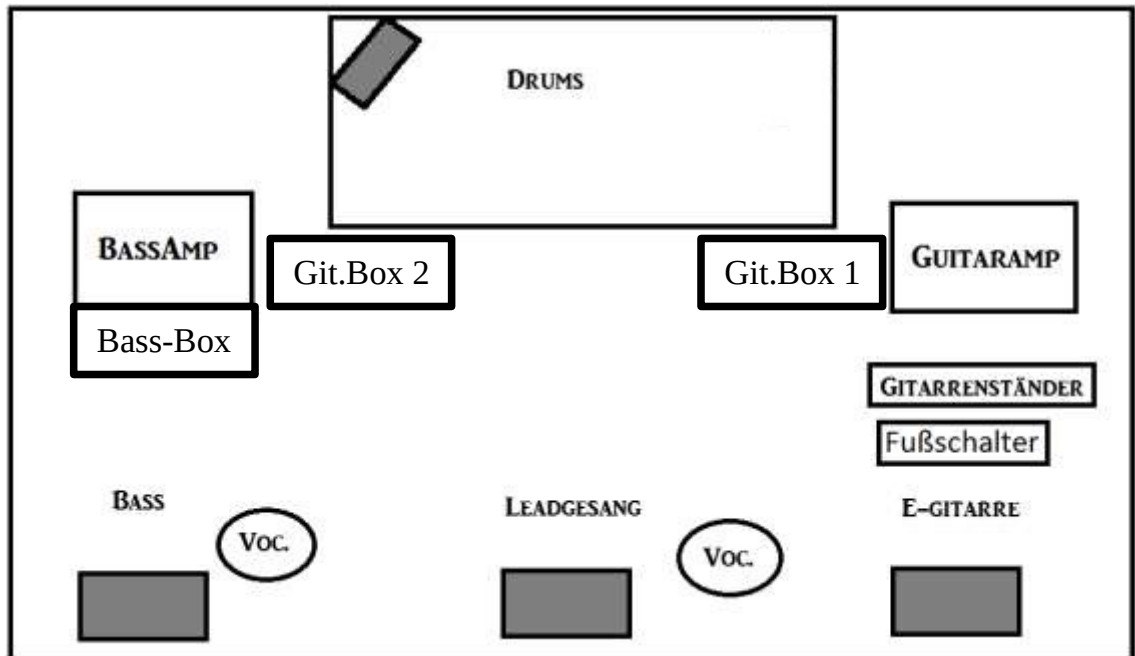 Drums
BassAmp
Git.Box 2
Git.Box 1
Guitaramp
Bass-Box
Gitarrenständer
Fußschalter
Bass
Voc.
Leadgesang
Voc.
E-gitarre